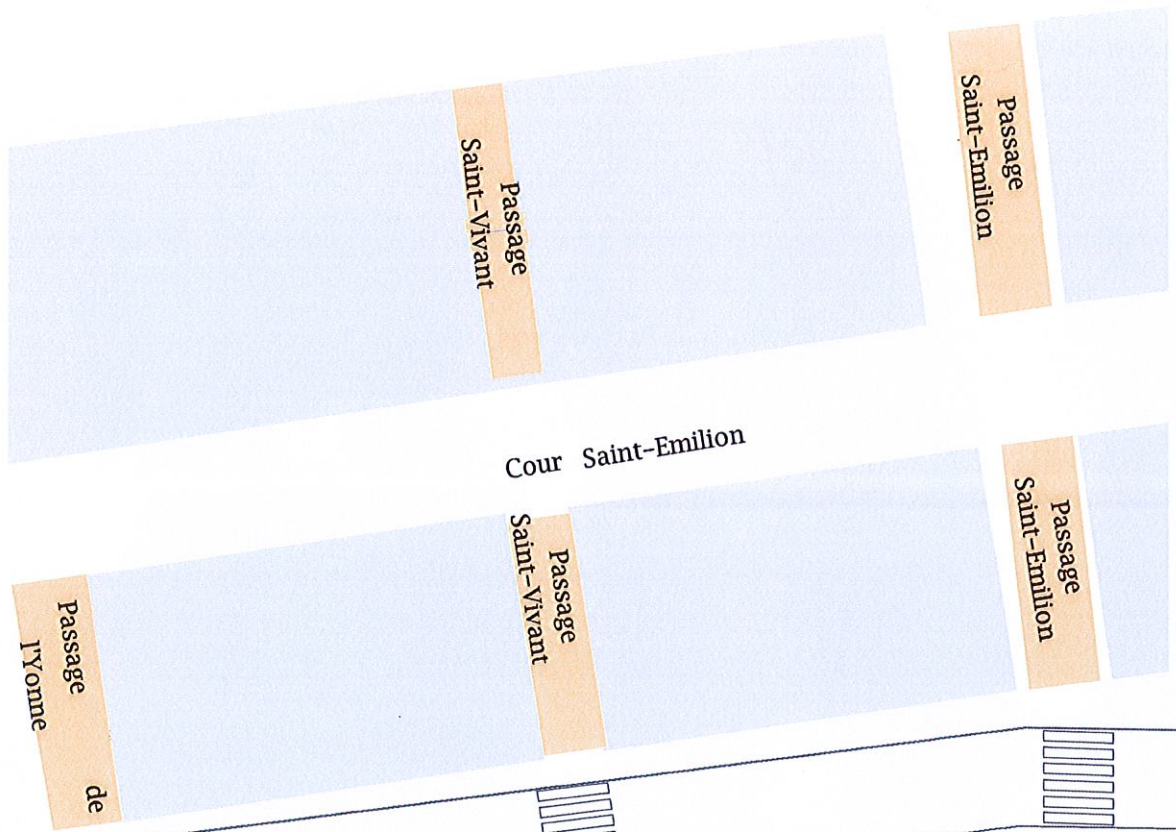 Passage
Saint-Vivant
Passage
Saint-Emilion
Cour Saint-Emilion
Passage de
l'Yonne
Passage
Saint-Vivant
Passage
Saint-Emilion